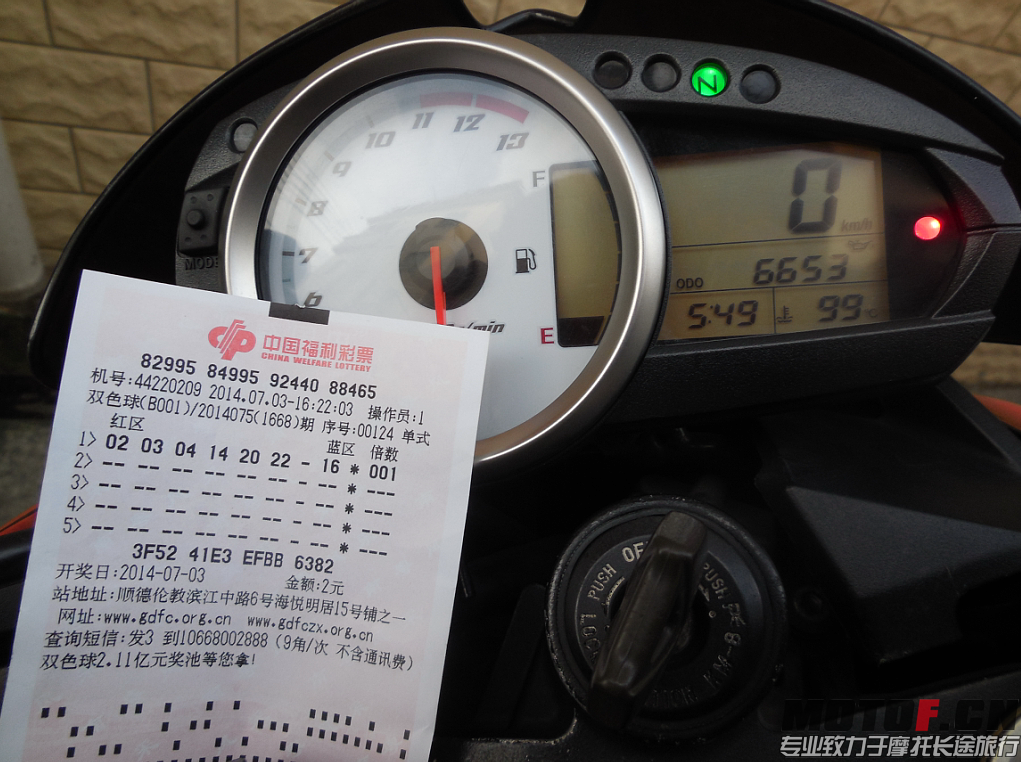 11 12 13
10
9
8
7
6
F
E
r/min
N
0 km/h
ODO 6653
5:49 99 °C
MODE
中国福利彩票
CHINA WELFARE LOTTERY
82995 84995 92440 88465
机号:44220209 2014.07.03-16:22:03 操作员:1
双色球(B001)/2014075(1668)期 序号:00124 单式
红区 蓝区 倍数
1> 02 03 04 14 20 22 - 16 * 001
2> -- -- -- -- -- -- - -- * ---
3> -- -- -- -- -- -- - -- * ---
4> -- -- -- -- -- -- - -- * ---
5> -- -- -- -- -- -- - -- * ---
3F52 41E3 EFBB 6382
开奖日:2014-07-03 金额:2元
站地址:顺德伦教滨江中路6号海悦明居15号铺之一
网址:www.gdfc.org.cn www.gdfczx.org.cn
查询短信:发3 到10668002888 (9角/次 不含通讯费)
双色球2.11亿元奖池等您拿!
PUSH OFF PUSH
LOCK
KM-8
MOTOF.CN
专业致力于摩托长途旅行